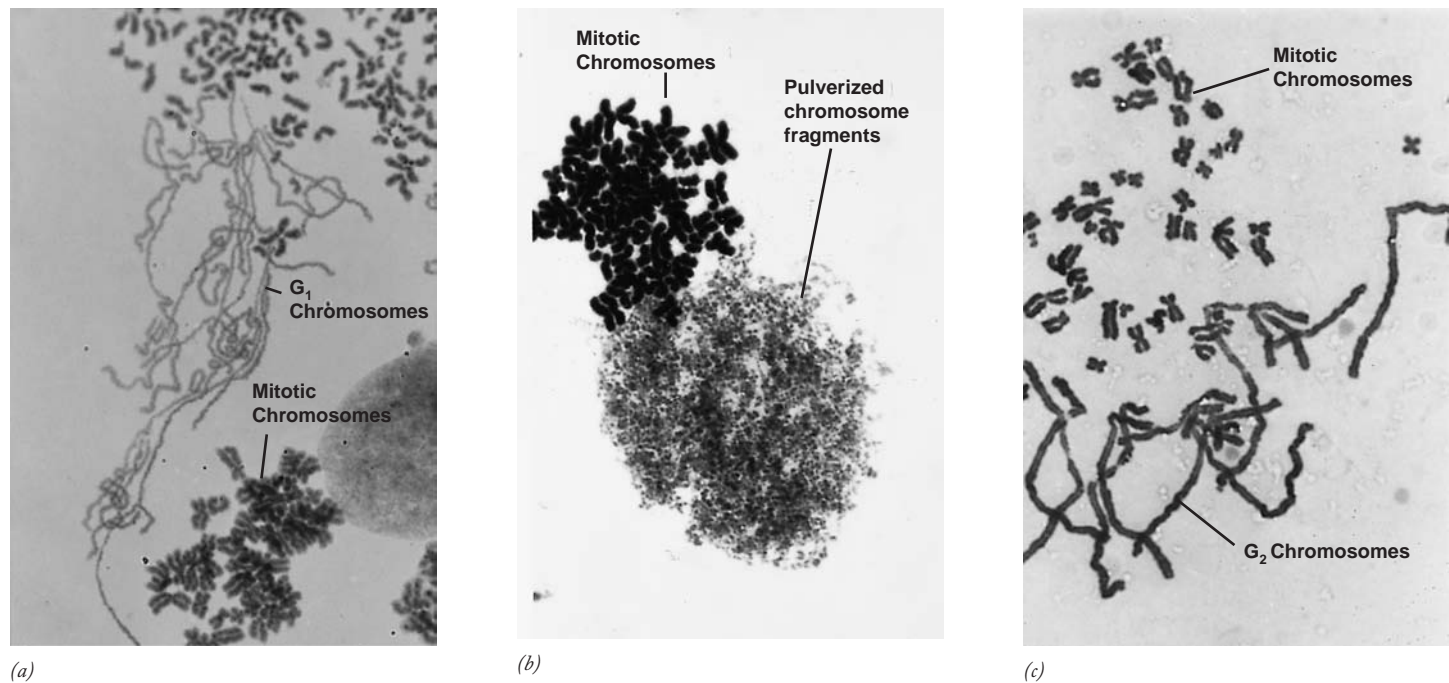 G₁
Chromosomes
Mitotic
Chromosomes
(a)
Mitotic
Chromosomes
Pulverized
chromosome
fragments
(b)
Mitotic
Chromosomes
G₂ Chromosomes
(c)